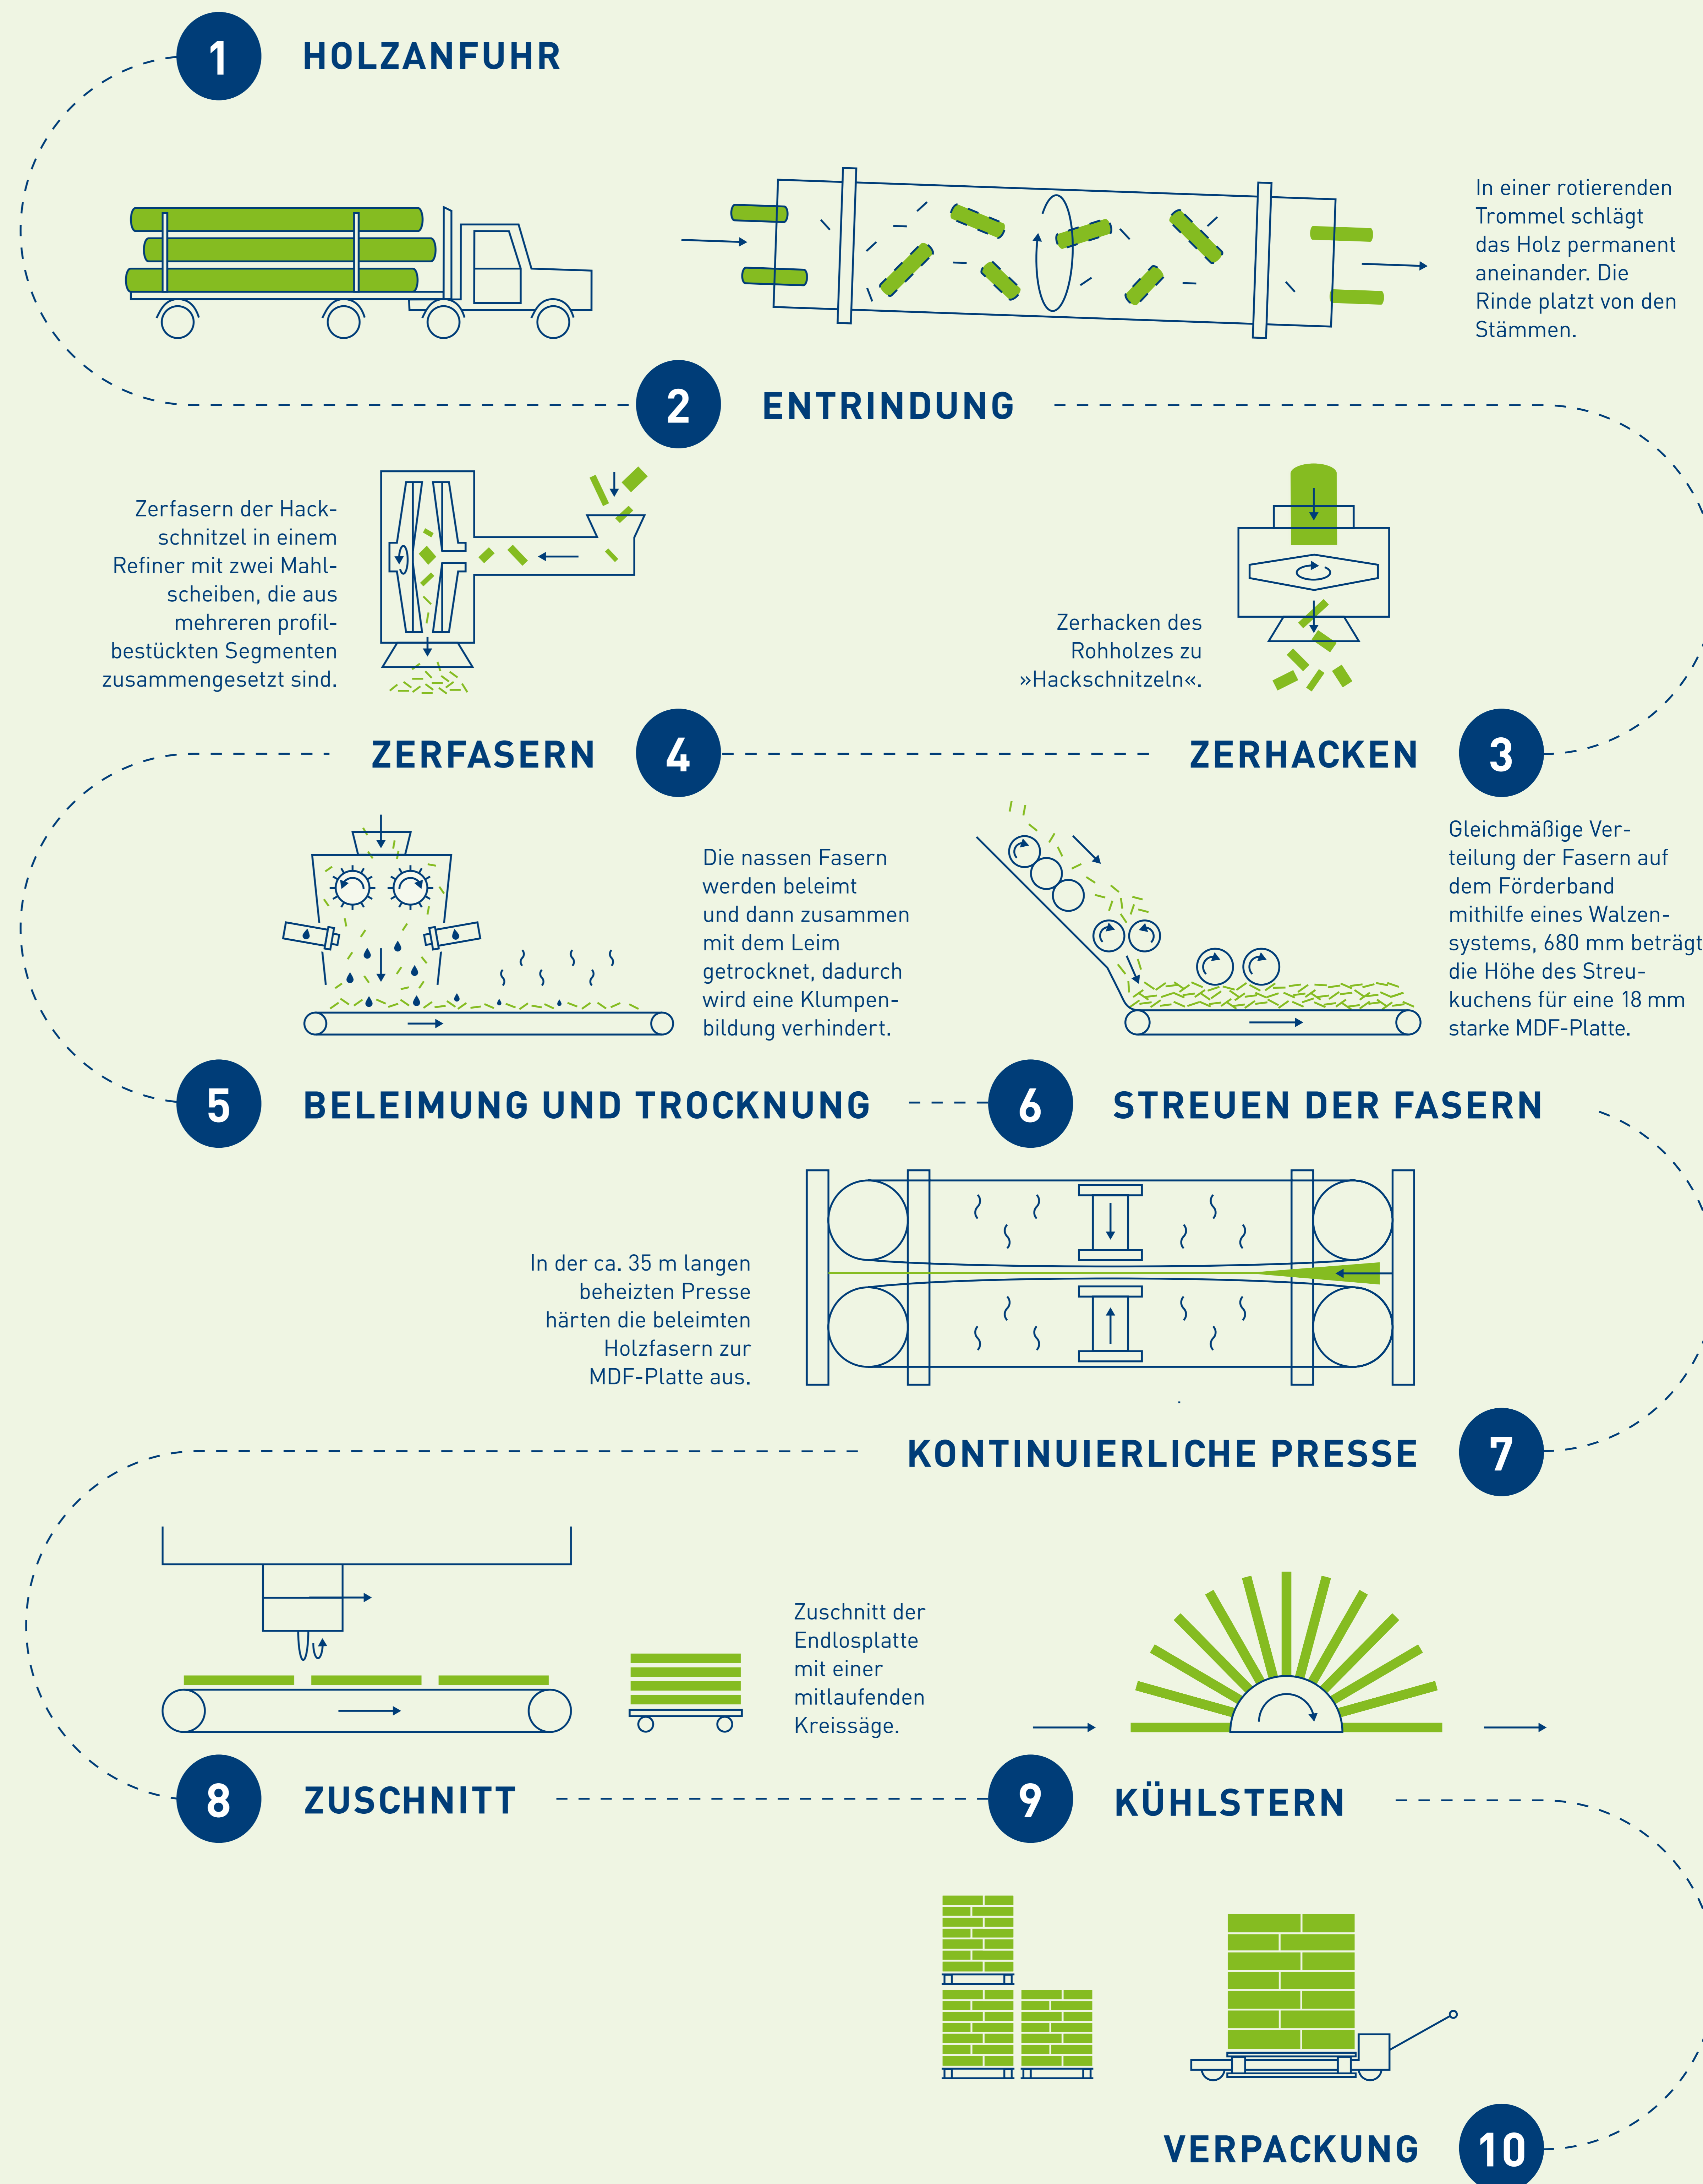 1 HOLZANFUHR
In einer rotierenden
Trommel schlägt
das Holz permanent
aneinander. Die
Rinde platzt von den
Stämmen.
2 ENTRINDUNG
Zerhacken des
Rohholzes zu
»Hackschnitzeln«.
ZERHACKEN 3
Zerfasern der Hack-
schnitzel in einem
Refiner mit zwei Mahl-
scheiben, die aus
mehreren profil-
bestückten Segmenten
zusammengesetzt sind.
ZERFASERN 4
Die nassen Fasern
werden beleimt
und dann zusammen
mit dem Leim
getrocknet, dadurch
wird eine Klumpen-
bildung verhindert.
5 BELEIMUNG UND TROCKNUNG
Gleichmäßige Ver-
teilung der Fasern auf
dem Förderband
mithilfe eines Walzen-
systems, 680 mm beträgt
die Höhe des Streu-
kuchens für eine 18 mm
starke MDF-Platte.
6 STREUEN DER FASERN
In der ca. 35 m langen
beheizten Presse
härten die beleimten
Holzfasern zur
MDF-Platte aus.
KONTINUIERLICHE PRESSE 7
Zuschnitt der
Endlosplatte
mit einer
mitlaufenden
Kreissäge.
8 ZUSCHNITT
9 KÜHLSTERN
VERPACKUNG 10